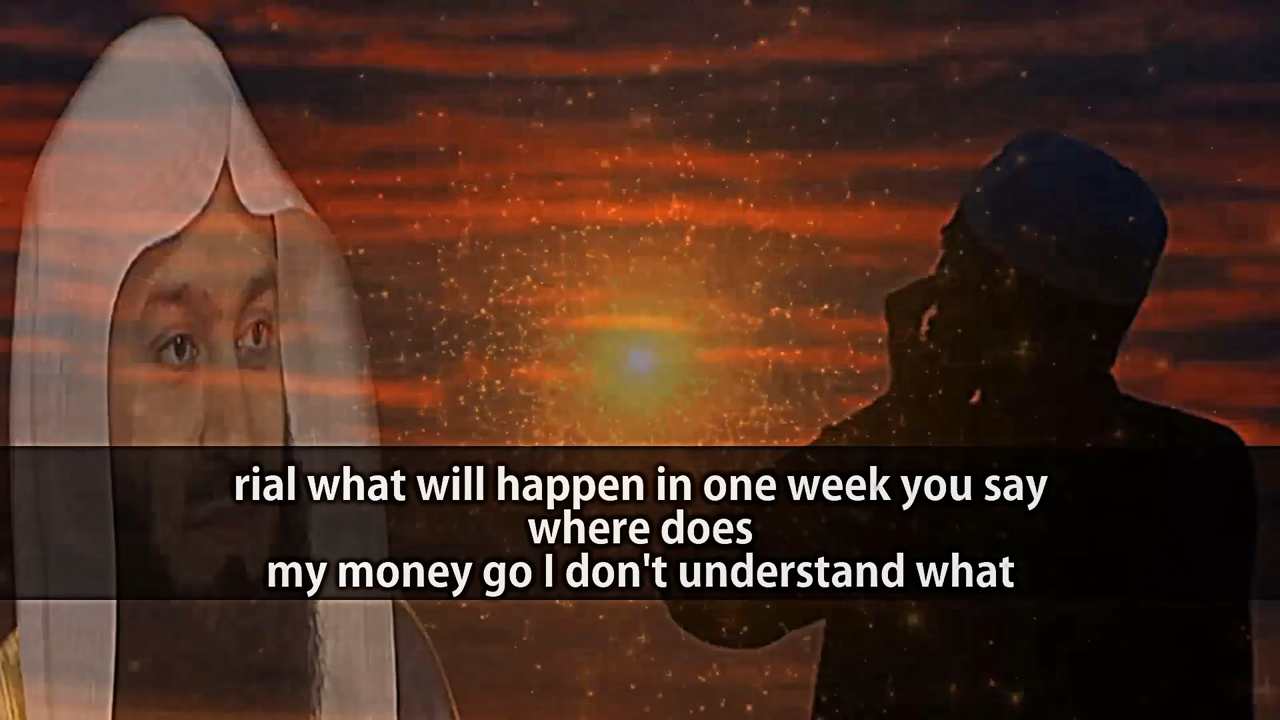 rial what will happen in one week you say
where does
my money go I don't understand what